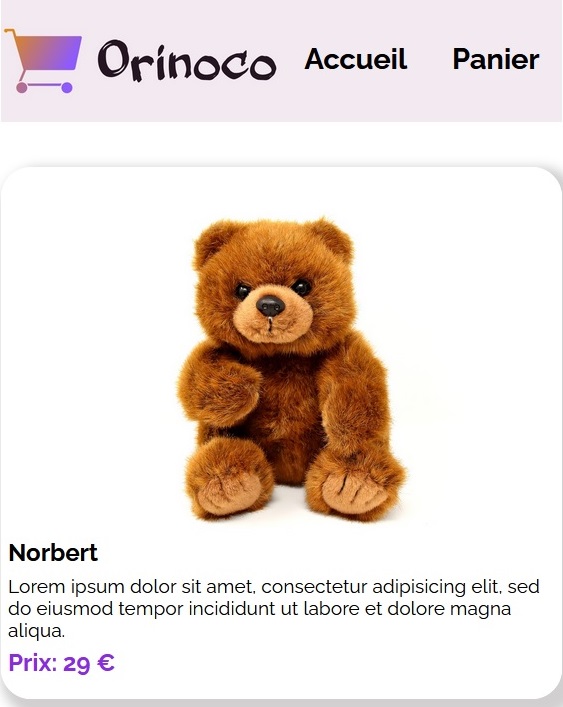 Orinoco Accueil Panier
Norbert
Lorem ipsum dolor sit amet, consectetur adipisicing elit, sed
do eiusmod tempor incididunt ut labore et dolore magna
aliqua.
Prix: 29 €